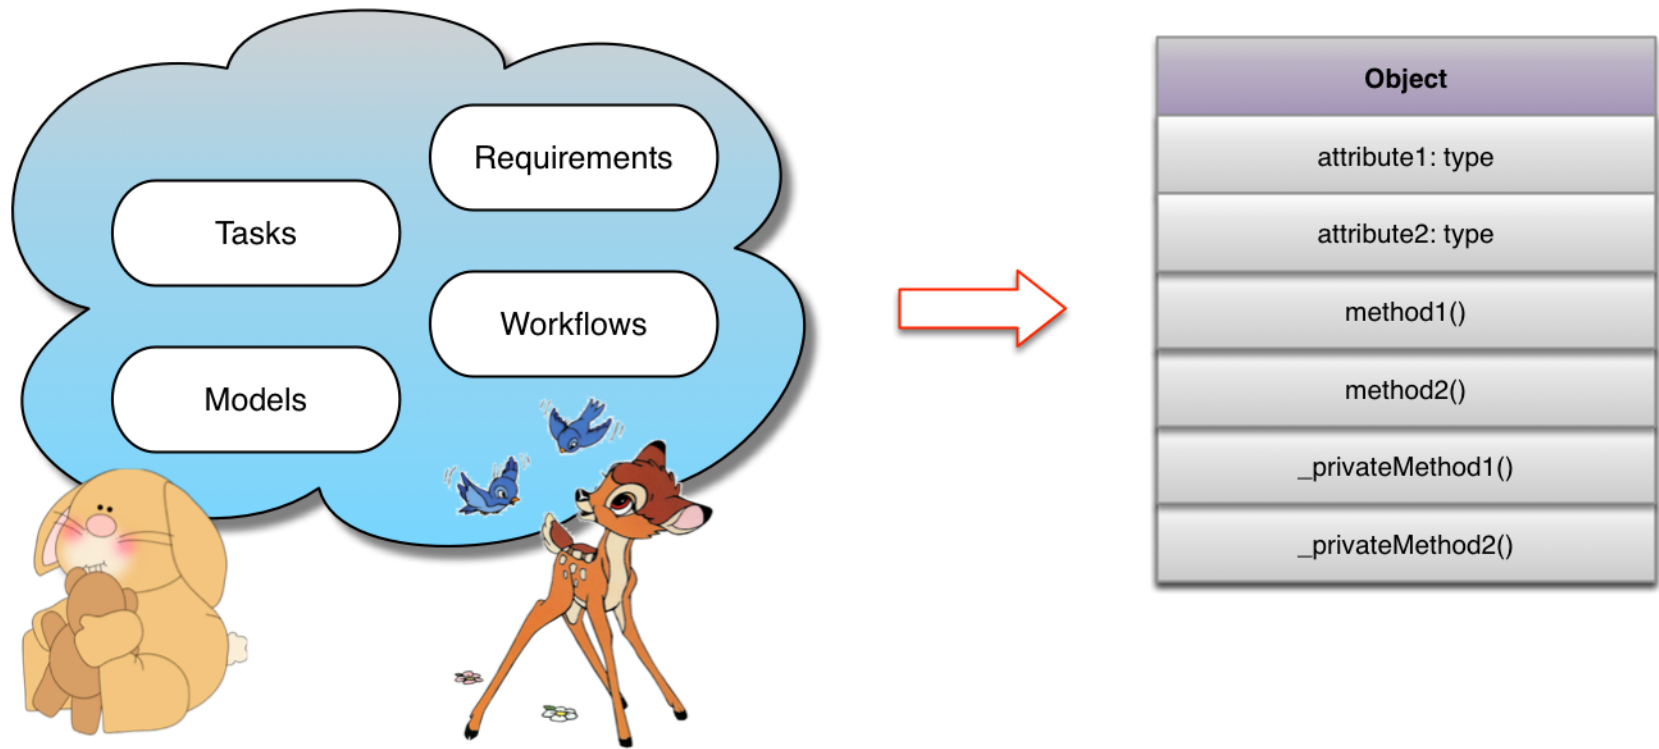 Requirements
Tasks
Workflows
Models
Object
attribute1: type
attribute2: type
method1()
method2()
_privateMethod1()
_privateMethod2()